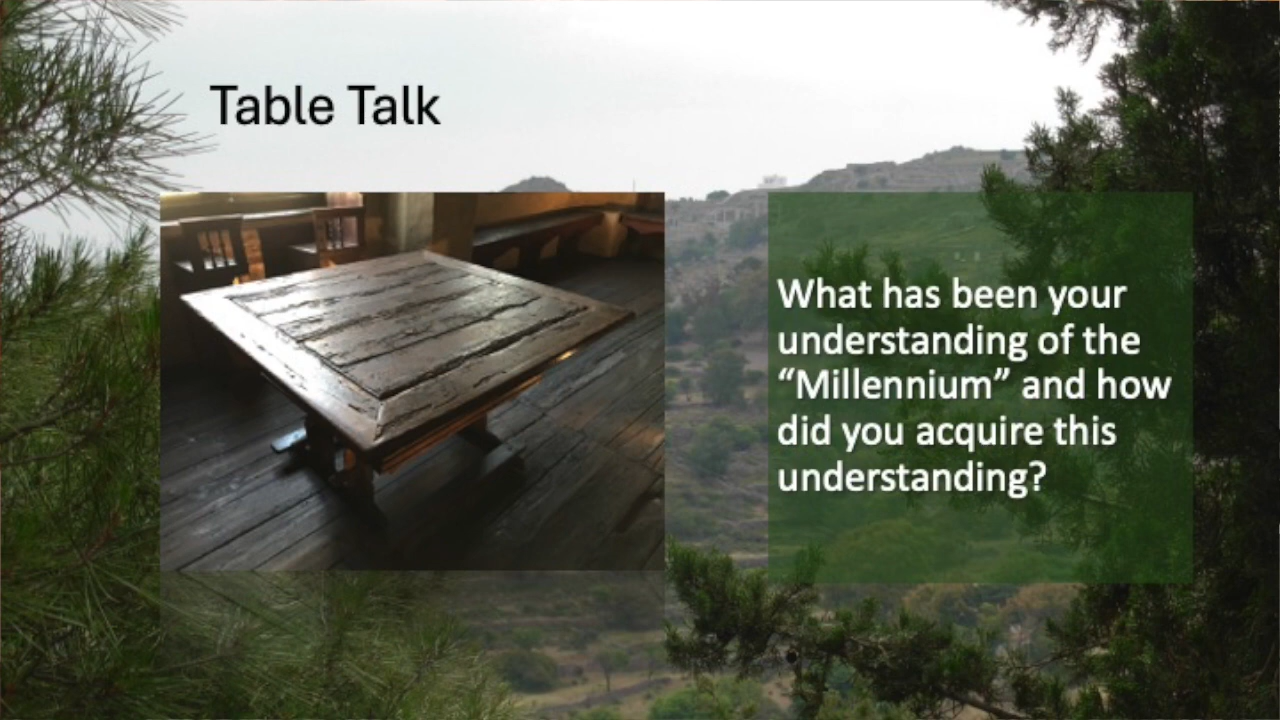 Table Talk
What has been your
understanding of the
“Millennium” and how
did you acquire this
understanding?